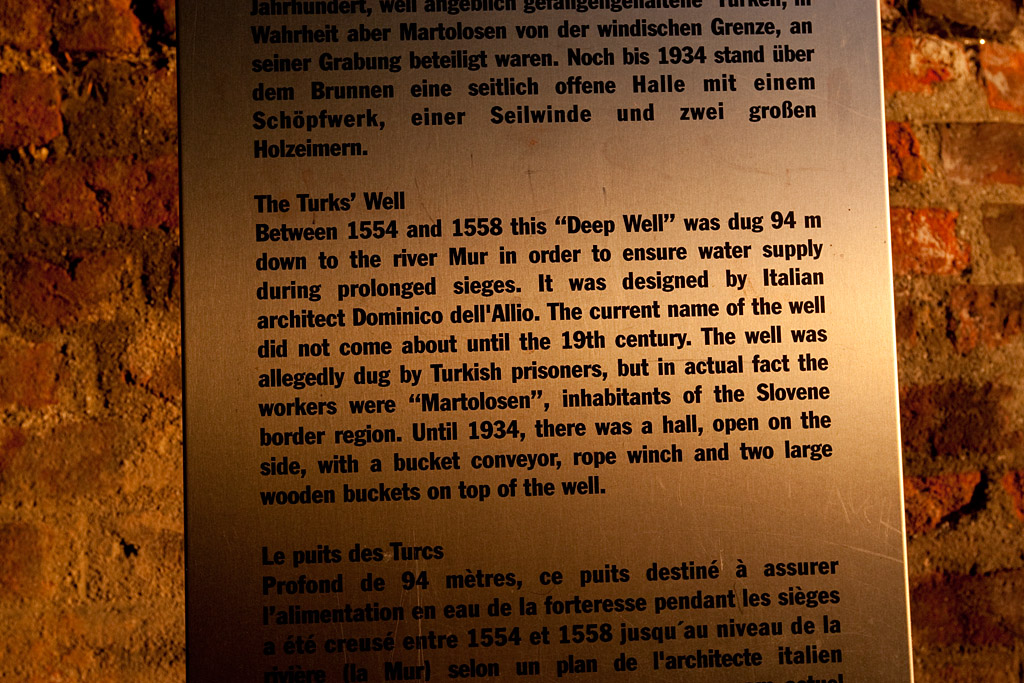 Jahrhundert, weil angeblich gefangengehaltene Türken, in
Wahrheit aber Martolosen von der windischen Grenze, an
seiner Grabung beteiligt waren. Noch bis 1934 stand über
dem Brunnen eine seitlich offene Halle mit einem
Schöpfwerk, einer Seilwinde und zwei großen
Holzeimern.
The Turks' Well
Between 1554 and 1558 this “Deep Well” was dug 94 m
down to the river Mur in order to ensure water supply
during prolonged sieges. It was designed by Italian
architect Dominico dell'Allio. The current name of the well
did not come about until the 19th century. The well was
allegedly dug by Turkish prisoners, but in actual fact the
workers were “Martolosen”, inhabitants of the Slovene
border region. Until 1934, there was a hall, open on the
side, with a bucket conveyor, rope winch and two large
wooden buckets on top of the well.
Le puits des Turcs
Profond de 94 mètres, ce puits destiné à assurer
l'alimentation en eau de la forteresse pendant les sièges
a été creusé entre 1554 et 1558 jusqu´au niveau de la
rivière (la Mur) selon un plan de l'architecte italien
actuel